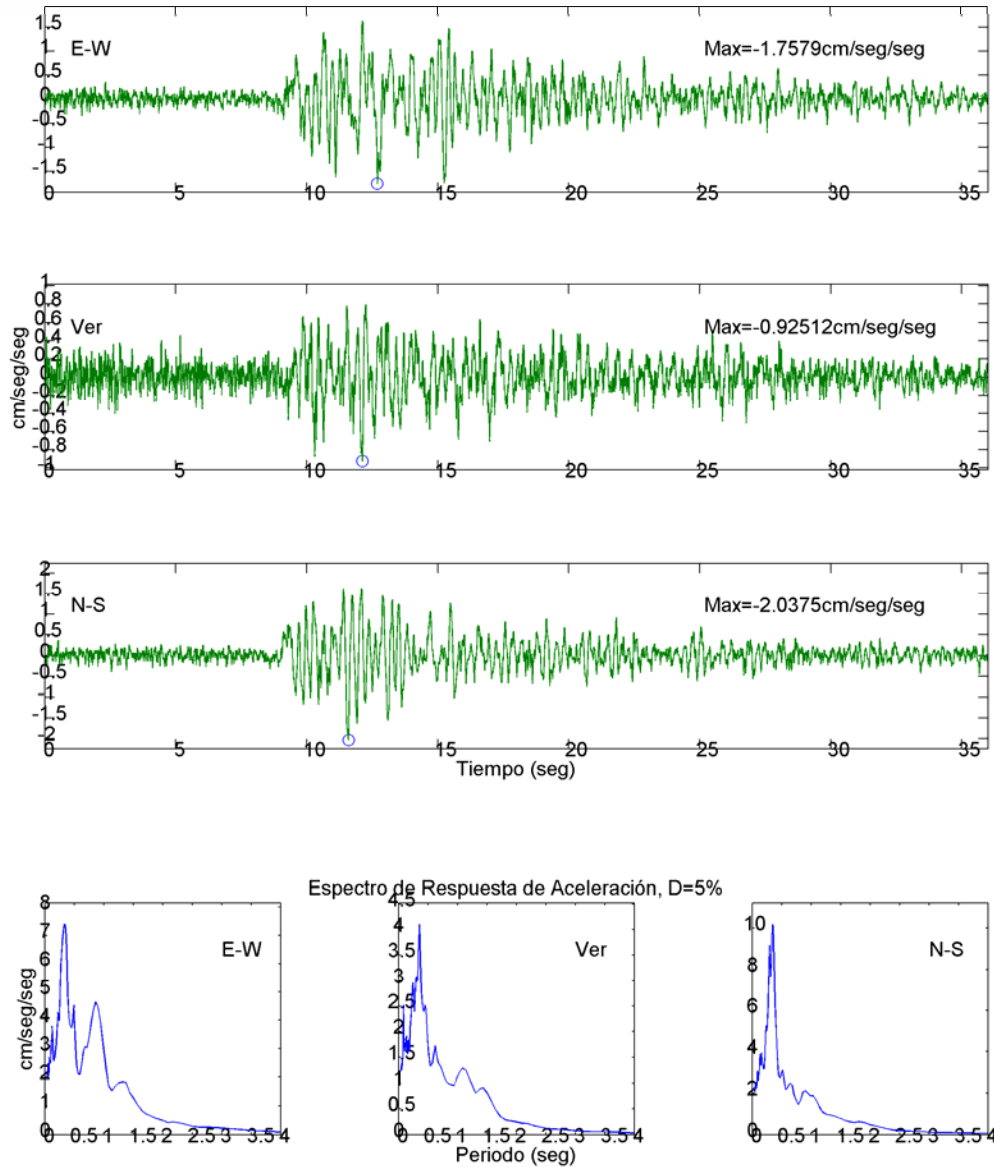 1.5
E-W
Max=-1.7579cm/seg/seg
1
0.5
0
-0.5
-1
-1.5
0 5 10 15 20 25 30 35
1
0.8
Ver
Max=-0.92512cm/seg/seg
0.6
0.4
0.2
0
-0.2
-0.4
-0.6
-0.8
-1
cm/seg/seg
0 5 10 15 20 25 30 35
2
1.5
N-S
Max=-2.0375cm/seg/seg
1
0.5
0
-0.5
-1
-1.5
-2
0 5 10 15 20 25 30 35
Tiempo (seg)
Espectro de Respuesta de Aceleración, D=5%
8
7
E-W
6
5
4
3
2
1
0
cm/seg/seg
0 0.5 1 1.5 2 2.5 3 3.5 4
4.5
4
Ver
3.5
3
2.5
2
1.5
1
0.5
0
0 0.5 1 1.5 2 2.5 3 3.5 4
Periodo (seg)
10
N-S
8
6
4
2
0
0 0.5 1 1.5 2 2.5 3 3.5 4